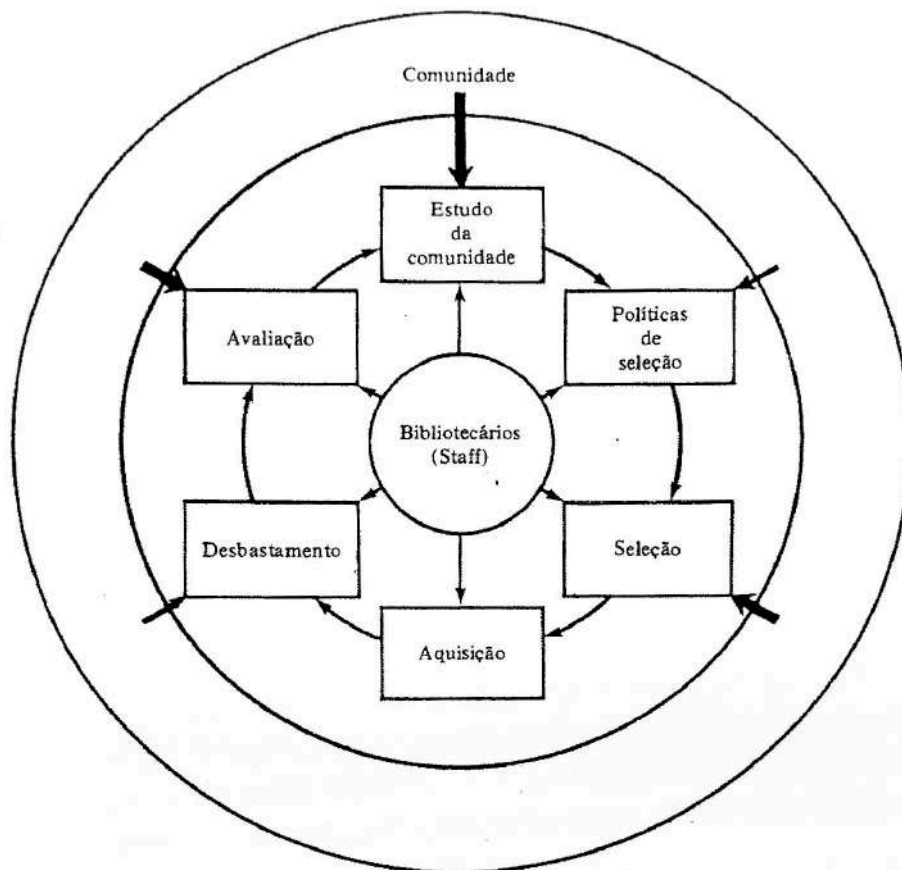 Comunidade
Estudo
da
comunidade
Avaliação
Políticas
de
seleção
Bibliotecários
(Staff)
Desbastamento
Seleção
Aquisição